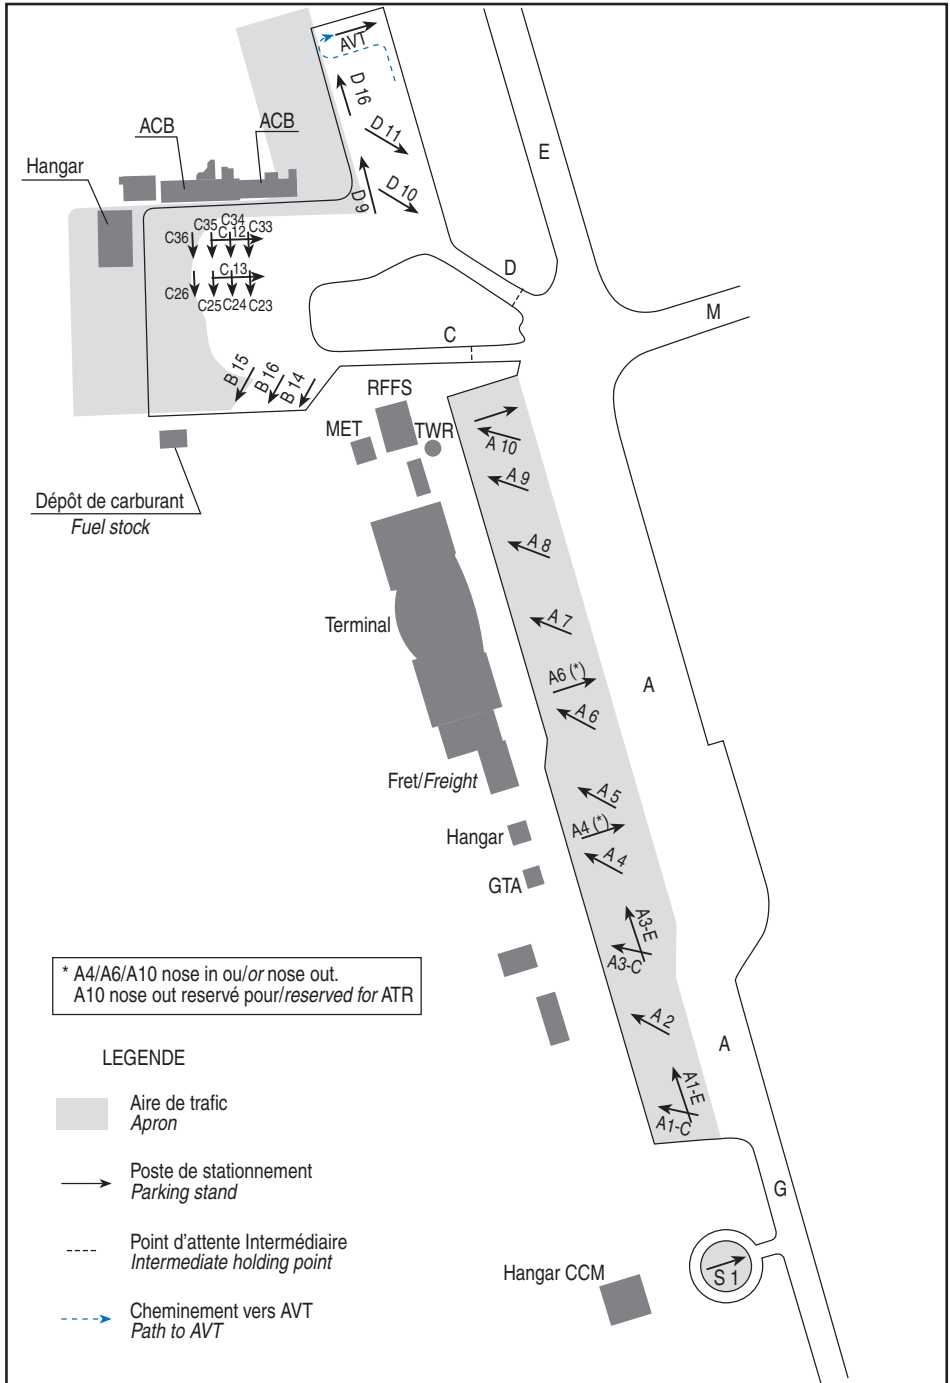 AVT
D 16
ACB
ACB
D 11
E
Hangar
D 10
D 9
C34
C35
C33
C36
C 12
D
C 13
C26
C25
C24
C23
M
C
B 15
B 16
B 14
RFFS
MET
TWR
A 10
A 9
Dépôt de carburant
Fuel stock
A 8
Terminal
A 7
A6 (*)
A
A 6
Fret/Freight
A 5
Hangar
A4 (*)
A 4
GTA
A3-E
A3-C
* A4/A6/A10 nose in ou/or nose out.
A10 nose out reservé pour/reserved for ATR
A 2
A
LEGENDE
A1-E
A1-C
Aire de trafic
Apron
Poste de stationnement
Parking stand
G
Point d'attente Intermédiaire
Intermediate holding point
Hangar CCM
S 1
Cheminement vers AVT
Path to AVT